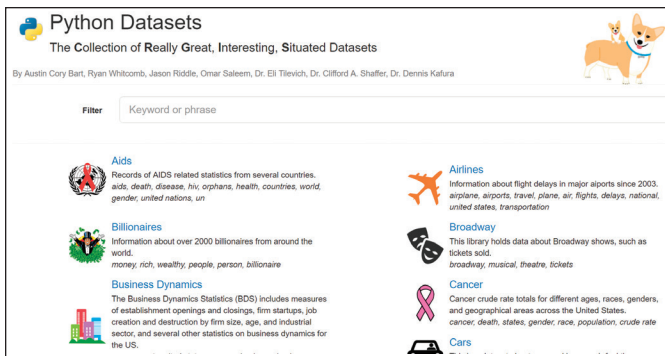 Python Datasets
The Collection of Really Great, Interesting, Situated Datasets
By Austin Cory Bart, Ryan Whitcomb, Jason Riddle, Omar Saleem, Dr. Eli Tilevich, Dr. Clifford A. Shaffer, Dr. Dennis Kafura
Filter
Keyword or phrase
Aids
Records of AIDS related statistics from several countries.
aids, death, disease, hiv, orphans, health, countries, world,
gender, united nations, un
Airlines
Information about flight delays in major aiports since 2003.
airplane, airports, travel, plane, air, flights, delays, national,
united states, transportation
Billionaires
Information about over 2000 billionaires from around the
world.
money, rich, wealthy, people, person, billionaire
Broadway
This library holds data about Broadway shows, such as
tickets sold.
broadway, musical, theatre, tickets
Business Dynamics
The Business Dynamics Statistics (BDS) includes measures
of establishment openings and closings, firm startups, job
creation and destruction by firm size, age, and industrial
sector, and several other statistics on business dynamics for
the US.
Cancer
Cancer crude rate totals for different ages, races, genders,
and geographical areas across the United States.
cancer, death, states, gender, race, population, crude rate
Cars